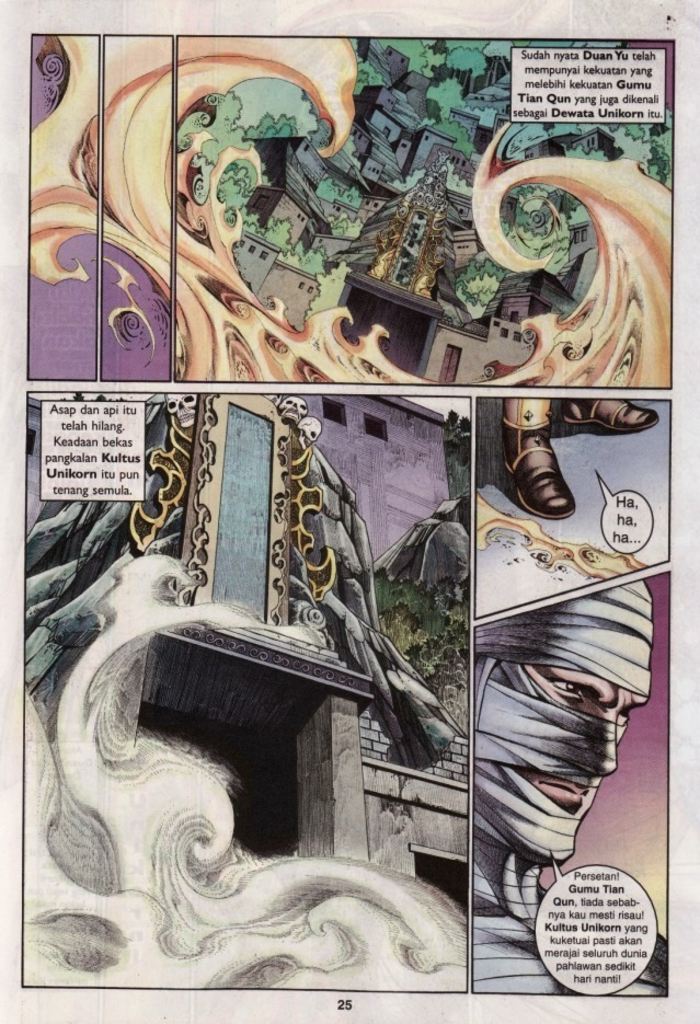 Sudah nyata Duan Yu telah
mempunyai kekuatan yang
melebihi kekuatan Gumu
Tian Qun yang juga dikenali
sebagai Dewata Unikorn itu.
Asap dan api itu
telah hilang.
Keadaan bekas
pangkalan Kultus
Unikorn itu pun
tenang semula.
Ha,
ha,
ha...
Persetan!
Gumu Tian
Qun, tiada sebab-
nya kau mesti risau!
Kultus Unikorn yang
kuketuai pasti akan
merajai seluruh dunia
pahlawan sedikit
hari nanti!
25